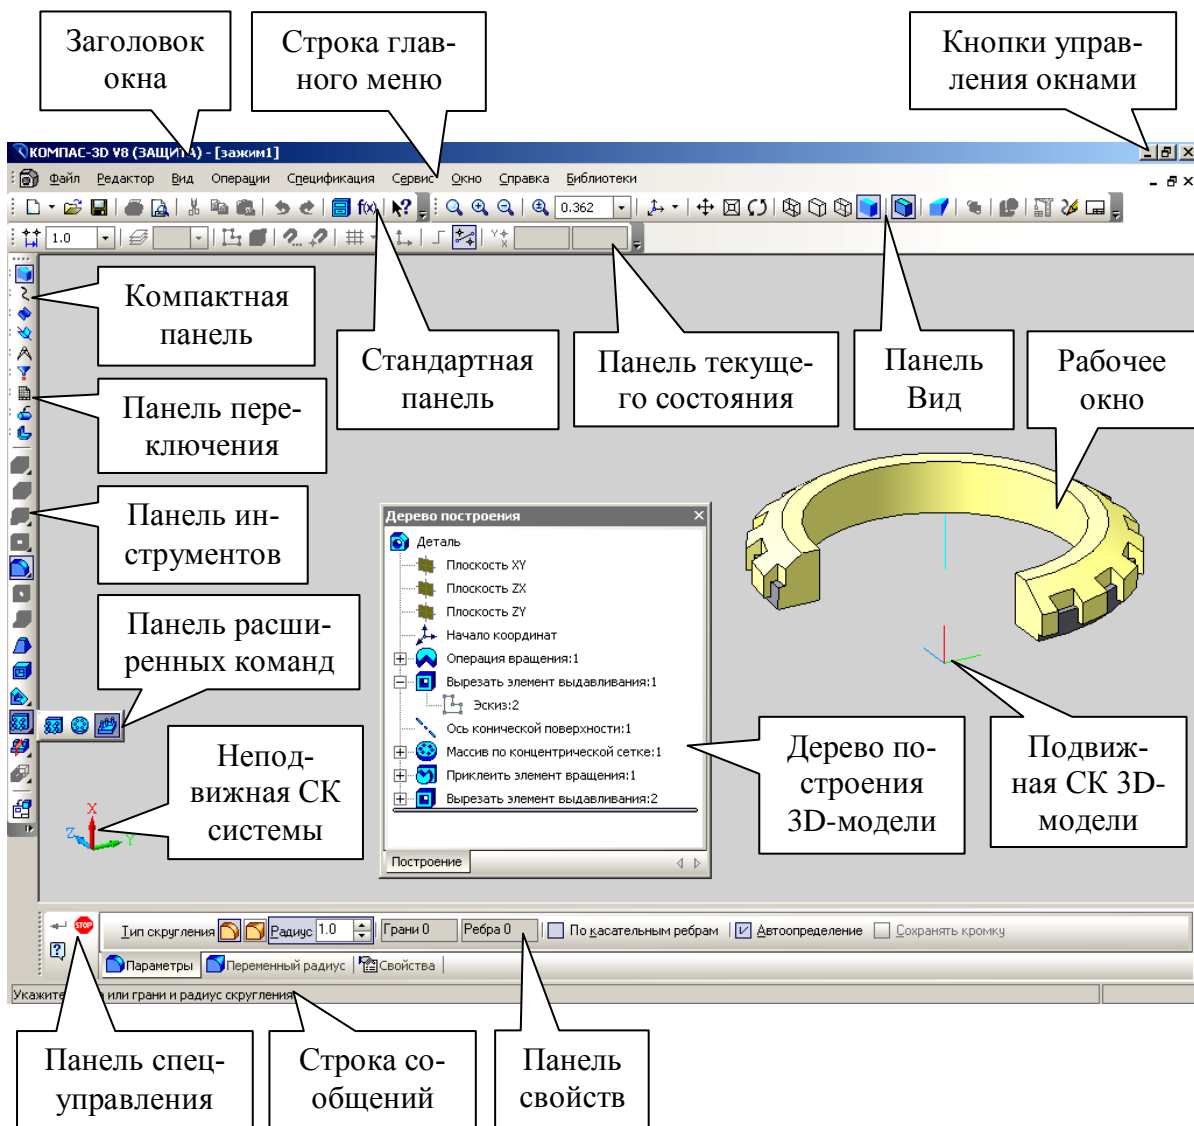 Заголовок
окна
Строка глав-
ного меню
Кнопки управ-
ления окнами
КОМПАС-3D V8 (ЗАЩИТА) - [зажим1]
Файл Редактор Вид Операции Спецификация Сервис Окно Справка Библиотеки
0.362
1.0
Компактная
панель
Стандартная
панель
Панель текуще-
го состояния
Панель
Вид
Рабочее
окно
Панель пере-
ключения
Панель ин-
струментов
Панель расши-
ренных команд
Непод-
вижная СК
системы
X
Z
Y
Дерево построения
Деталь
Плоскость XY
Плоскость ZX
Плоскость ZY
Начало координат
Операция вращения:1
Вырезать элемент выдавливания:1
Эскиз:2
Ось конической поверхности:1
Массив по концентрической сетке:1
Приклеить элемент вращения:1
Вырезать элемент выдавливания:2
Построение
Дерево по-
строения
3D-модели
Подвиж-
ная СК 3D-
модели
STOP
Тип скругления Радиус 1.0 Грани 0 Ребра 0 По касательным ребрам Автоопределение Сохранять кромку
Параметры Переменный радиус Свойства
Укажите или грани и радиус скругления
Панель спец-
управления
Строка со-
общений
Панель
свойств